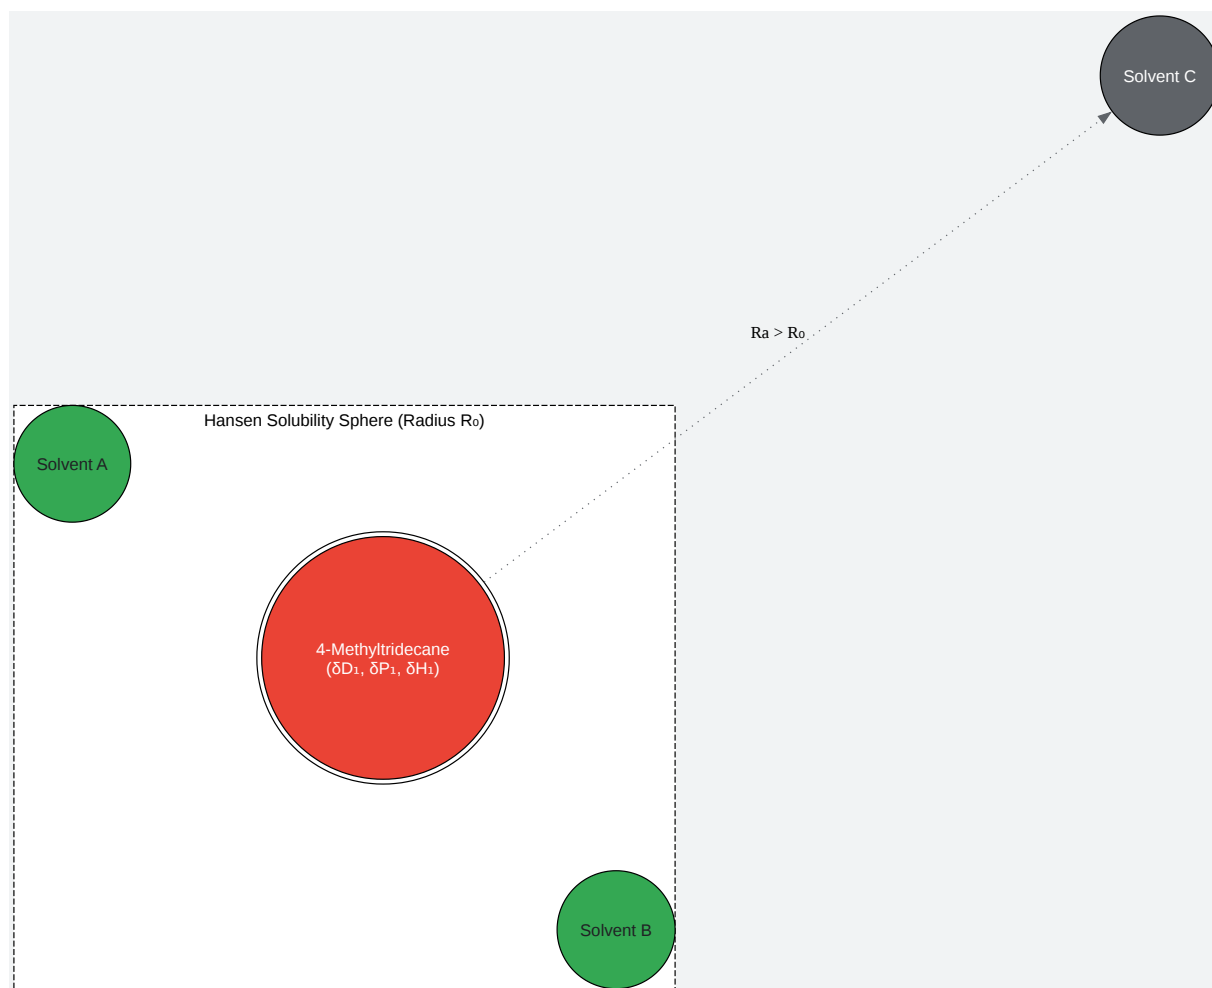 Solvent C
Ra > R₀
Hansen Solubility Sphere (Radius R₀)
Solvent A
4-Methyltridecane
(δD₁, δP₁, δH₁)
Solvent B